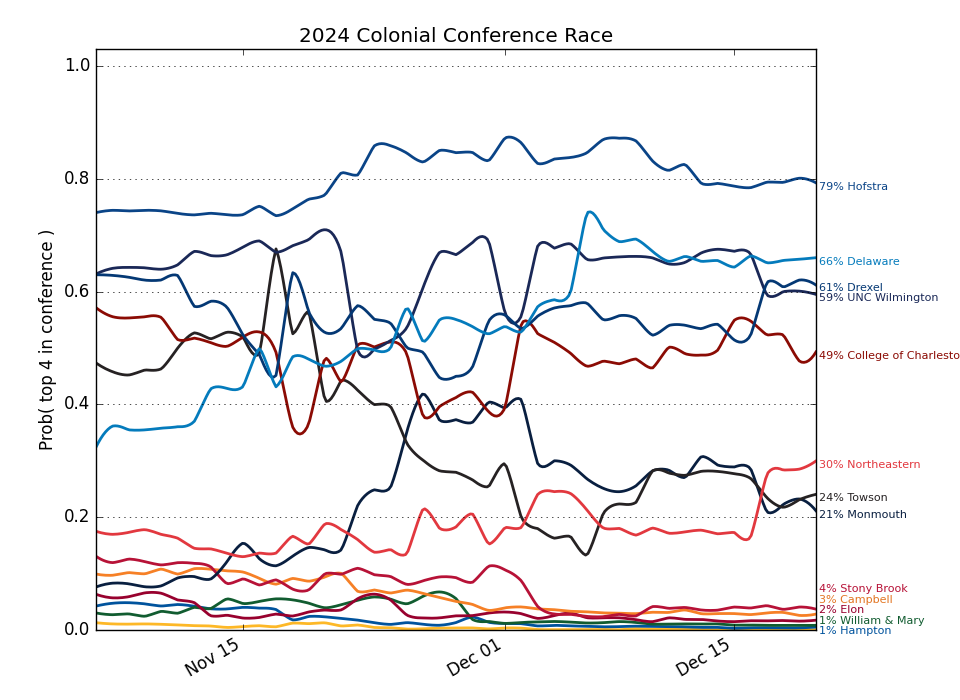 2024 Colonial Conference Race
Prob( top 4 in conference )
1.0
0.8
0.6
0.4
0.2
0.0
Nov 15
Dec 01
Dec 15
79% Hofstra
66% Delaware
61% Drexel
59% UNC Wilmington
49% College of Charlesto
30% Northeastern
24% Towson
21% Monmouth
4% Stony Brook
3% Campbell
2% Elon
1% William & Mary
1% Hampton